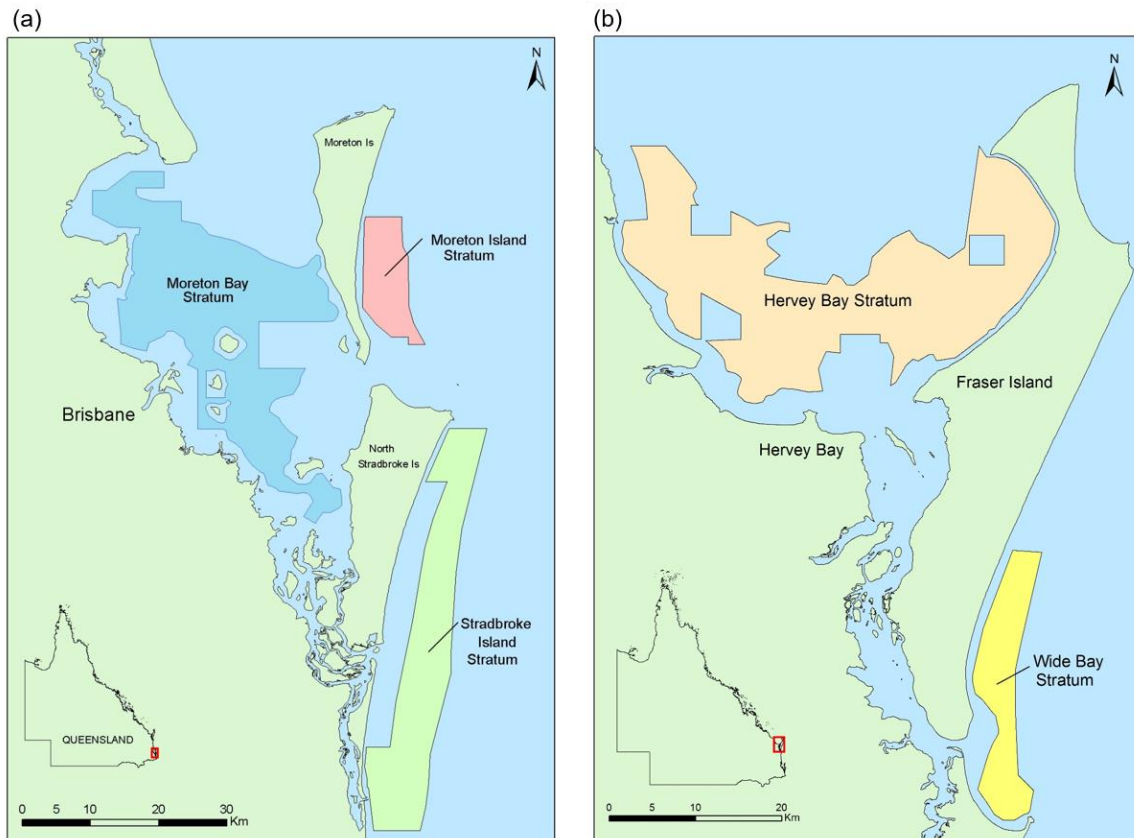 (a)
N
Moreton Is
Moreton Island
Stratum
Moreton Bay
Stratum
Brisbane
North
Stradbroke Is
Stradbroke
Island
Stratum
QUEENSLAND
0 5 10 20 30
Km
(b)
N
Hervey Bay Stratum
Fraser Island
Hervey Bay
Wide Bay
Stratum
0 5 10 20
Km